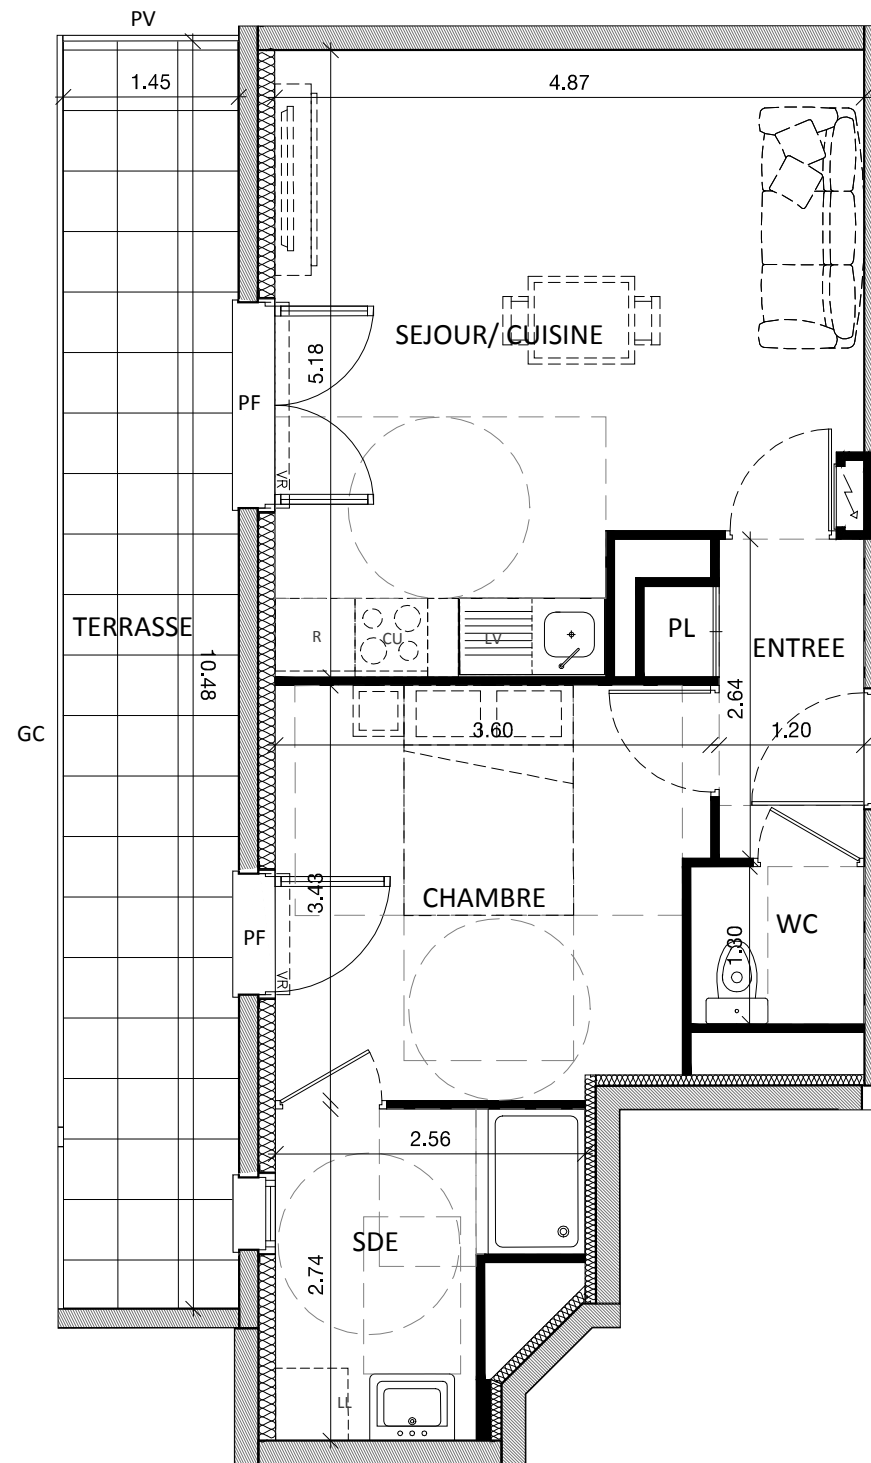 PV
1.45
4.87
SEJOUR/ CUISINE
5.18
PF
VR
TERRASSE
10.48
R
CU
LV
PL
ENTREE
2.64
GC
3.60
1.20
3.43
CHAMBRE
PF
VR
WC
1.30
2.56
SDE
2.74
LL